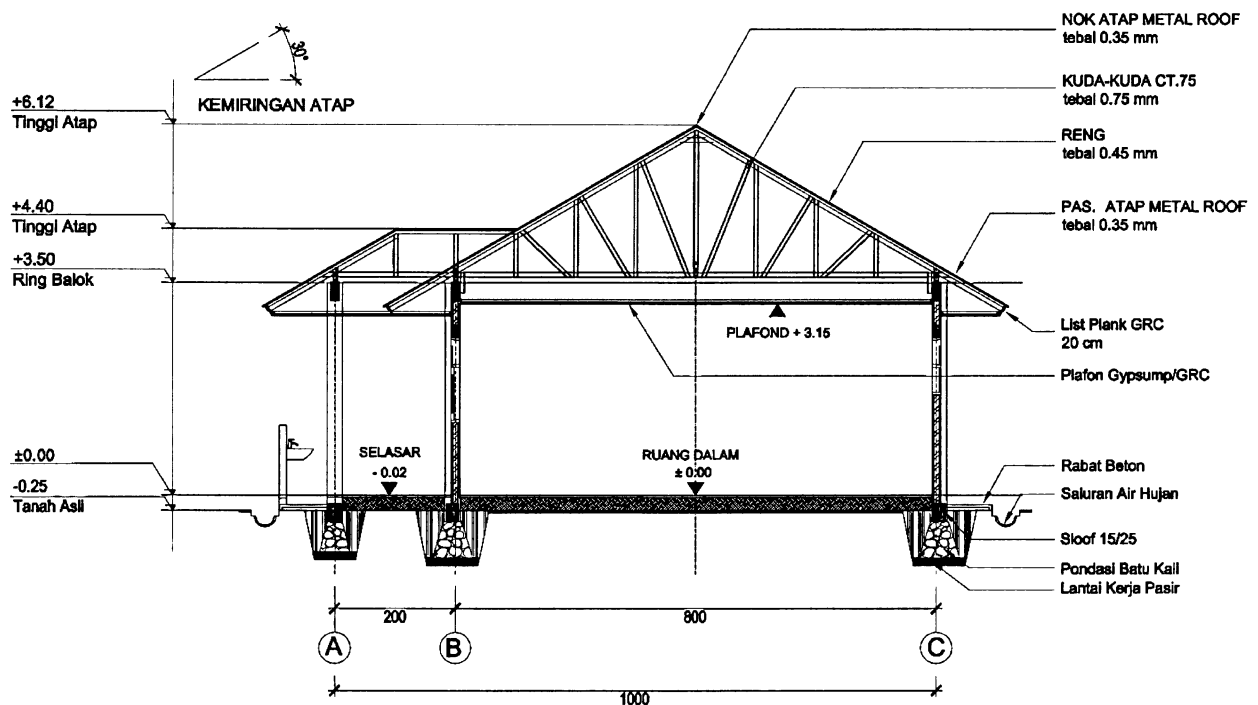 30°
KEMIRINGAN ATAP
+6.12
Tinggi Atap
+4.40
Tinggi Atap
+3.50
Ring Balok
±0.00
-0.25
Tanah Asli
NOK ATAP METAL ROOF
tebal 0.35 mm
KUDA-KUDA CT.75
tebal 0.75 mm
RENG
tebal 0.45 mm
PAS. ATAP METAL ROOF
tebal 0.35 mm
List Plank GRC
20 cm
Plafon Gypsump/GRC
PLAFOND + 3.15
SELASAR
- 0.02
RUANG DALAM
± 0.00
Rabat Beton
Saluran Air Hujan
Sloof 15/25
Pondasi Batu Kali
Lantai Kerja Pasir
200
800
A
B
C
1000